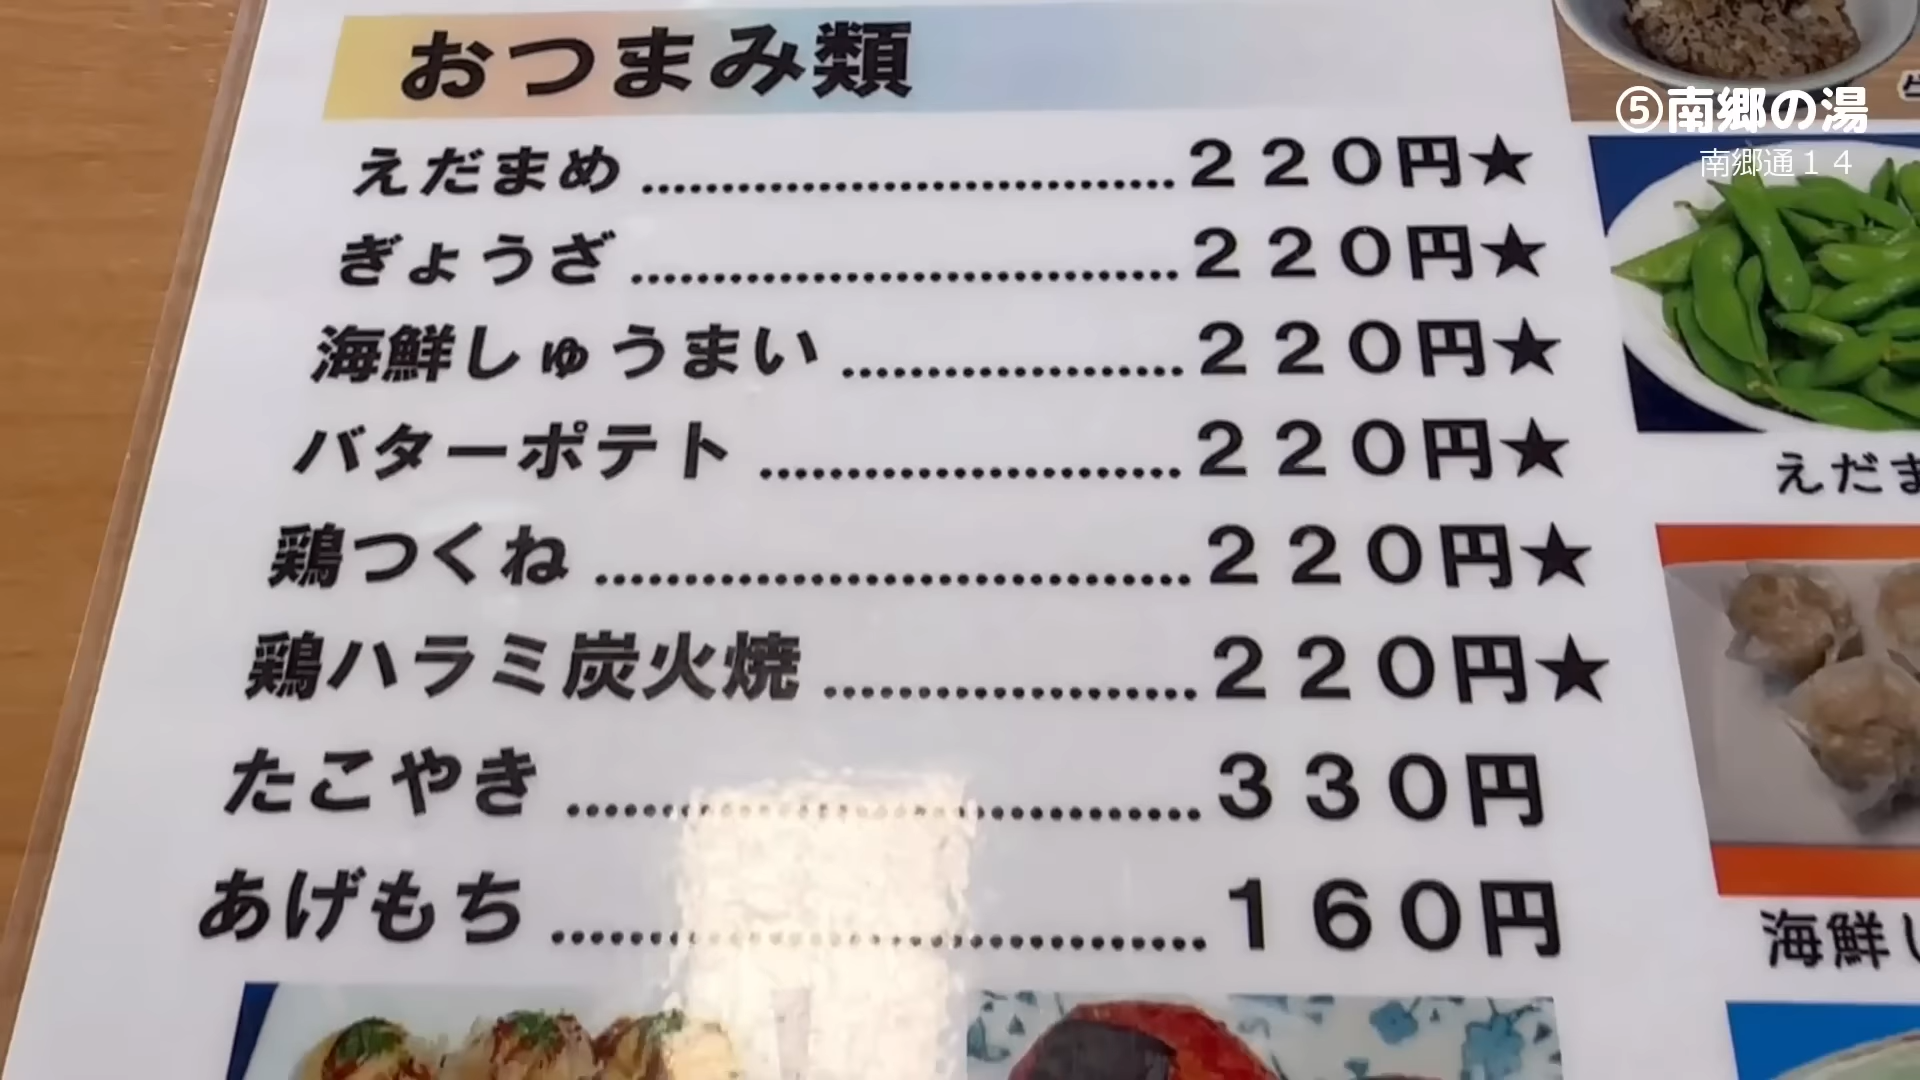 おつまみ類
えだまめ……………………220円★
ぎょうざ……………………220円★
海鮮しゅうまい……………220円★
バターポテト………………220円★
鶏つくね……………………220円★
鶏ハラミ炭火焼……………220円★
たこやき……………………330円
あげもち……………………160円
⑤南郷の湯
南郷通14
えだま
海鮮し